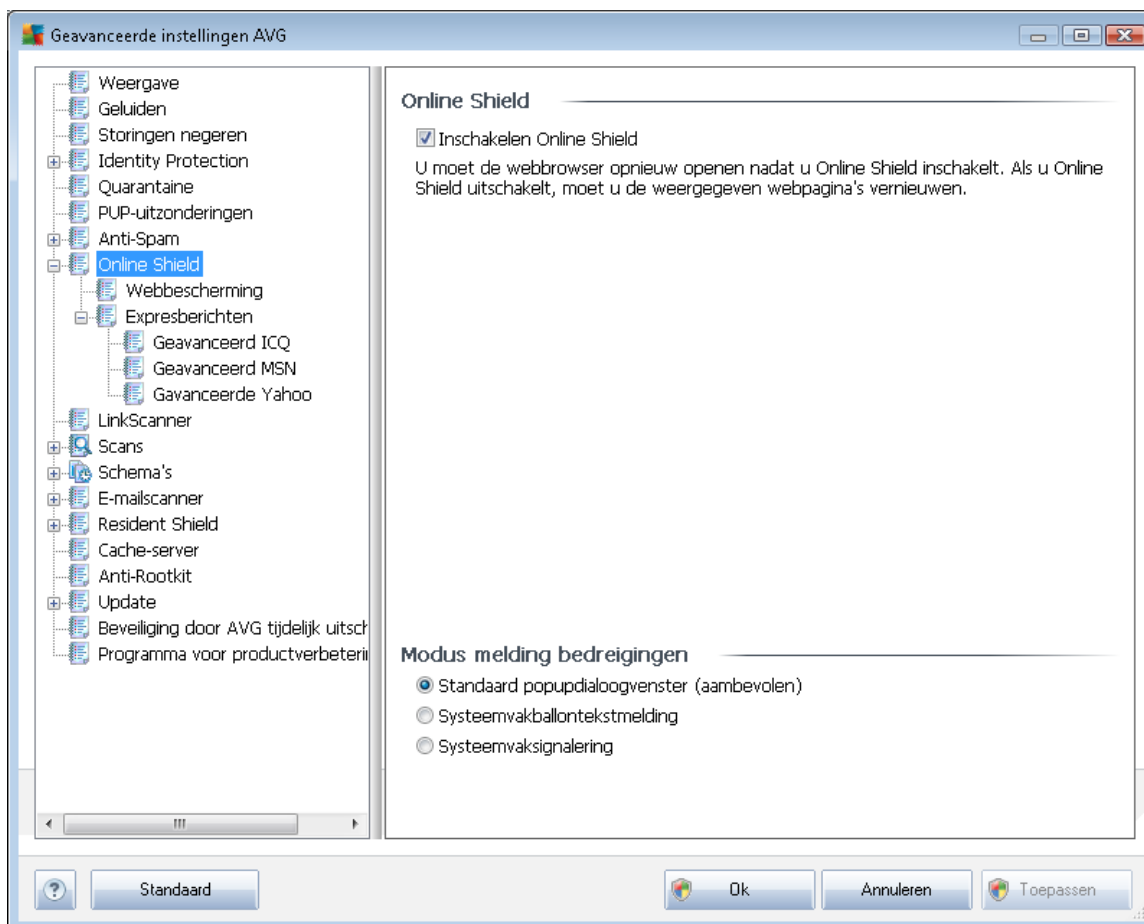 Geavanceerde instellingen AVG
Weergave
Geluiden
Storingen negeren
Identity Protection
Quarantaine
PUP-uitzonderingen
Anti-Spam
Online Shield
Webbescherming
Expresberichten
Geavanceerd ICQ
Geavanceerd MSN
Gavanceerde Yahoo
LinkScanner
Scans
Schema's
E-mailscanner
Resident Shield
Cache-server
Anti-Rootkit
Update
Beveiliging door AVG tijdelijk uitsch
Programma voor productverbeterin
Online Shield
Inschakelen Online Shield
U moet de webbrowser opnieuw openen nadat u Online Shield inschakelt. Als u Online
Shield uitschakelt, moet u de weergegeven webpagina's vernieuwen.
Modus melding bedreigingen
Standaard popupdialoogvenster (aambevolen)
Systeemvakballontekstmelding
Systeemvaksignalering
?
Standaard
Ok
Annuleren
Toepassen